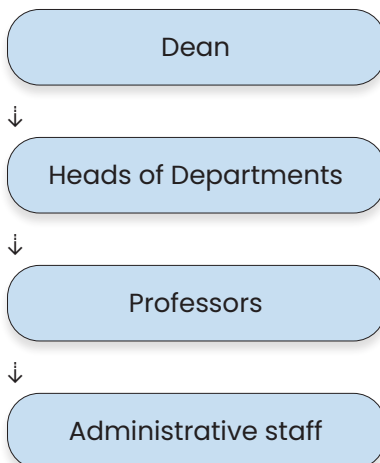 Dean
Heads of Departments
Professors
Administrative staff